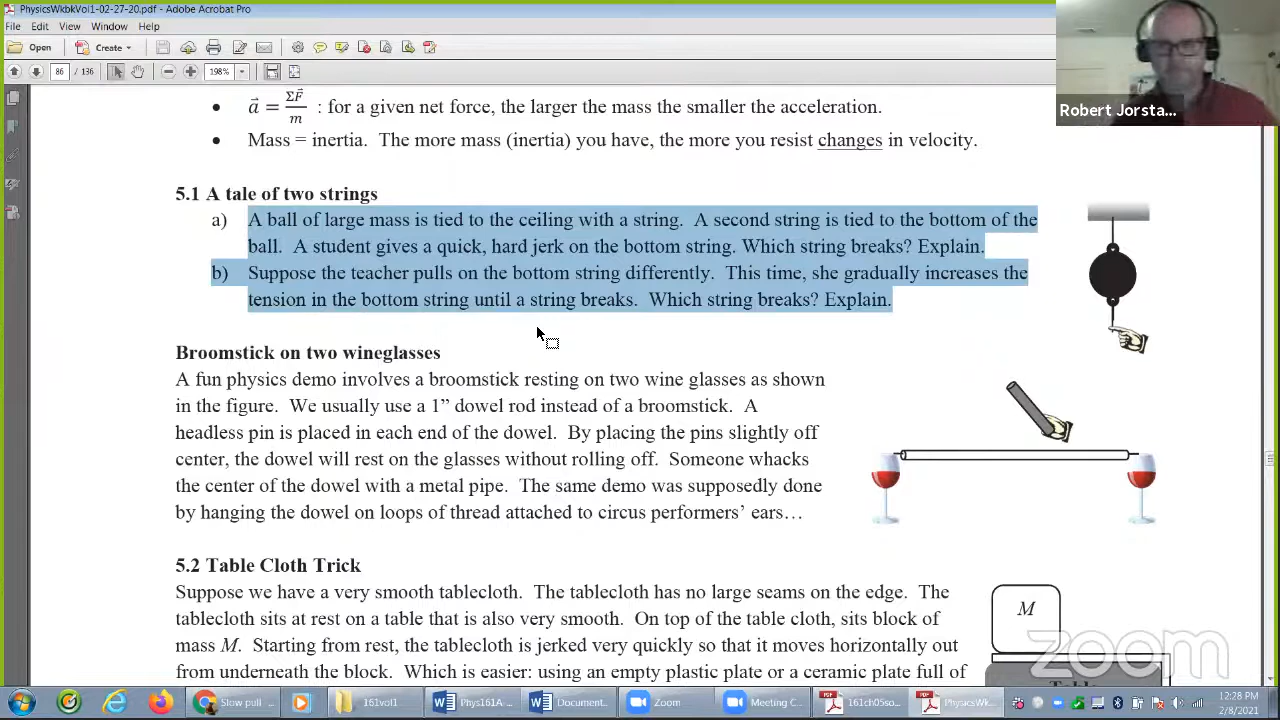 PhysicsWkbkVol1-02-27-20.pdf - Adobe Acrobat Pro
File Edit View Window Help
Open Create
86 / 136 198%
Robert Jorsta...
• a⃗ = ΣF⃗/m : for a given net force, the larger the mass the smaller the acceleration.
• Mass = inertia. The more mass (inertia) you have, the more you resist changes in velocity.
5.1 A tale of two strings
a) A ball of large mass is tied to the ceiling with a string. A second string is tied to the bottom of the
ball. A student gives a quick, hard jerk on the bottom string. Which string breaks? Explain.
b) Suppose the teacher pulls on the bottom string differently. This time, she gradually increases the
tension in the bottom string until a string breaks. Which string breaks? Explain.
Broomstick on two wineglasses
A fun physics demo involves a broomstick resting on two wine glasses as shown
in the figure. We usually use a 1” dowel rod instead of a broomstick. A
headless pin is placed in each end of the dowel. By placing the pins slightly off
center, the dowel will rest on the glasses without rolling off. Someone whacks
the center of the dowel with a metal pipe. The same demo was supposedly done
by hanging the dowel on loops of thread attached to circus performers’ ears…
5.2 Table Cloth Trick
Suppose we have a very smooth tablecloth. The tablecloth has no large seams on the edge. The
tablecloth sits at rest on a table that is also very smooth. On top of the table cloth, sits block of
mass M. Starting from rest, the tablecloth is jerked very quickly so that it moves horizontally out
from underneath the block. Which is easier: using an empty plastic plate or a ceramic plate full of
M
zoom
Slow pull ... 161vol1 Phys161A... Document... Zoom Meeting C... 161ch05so... PhysicsWk...
12:28 PM
2/8/2021